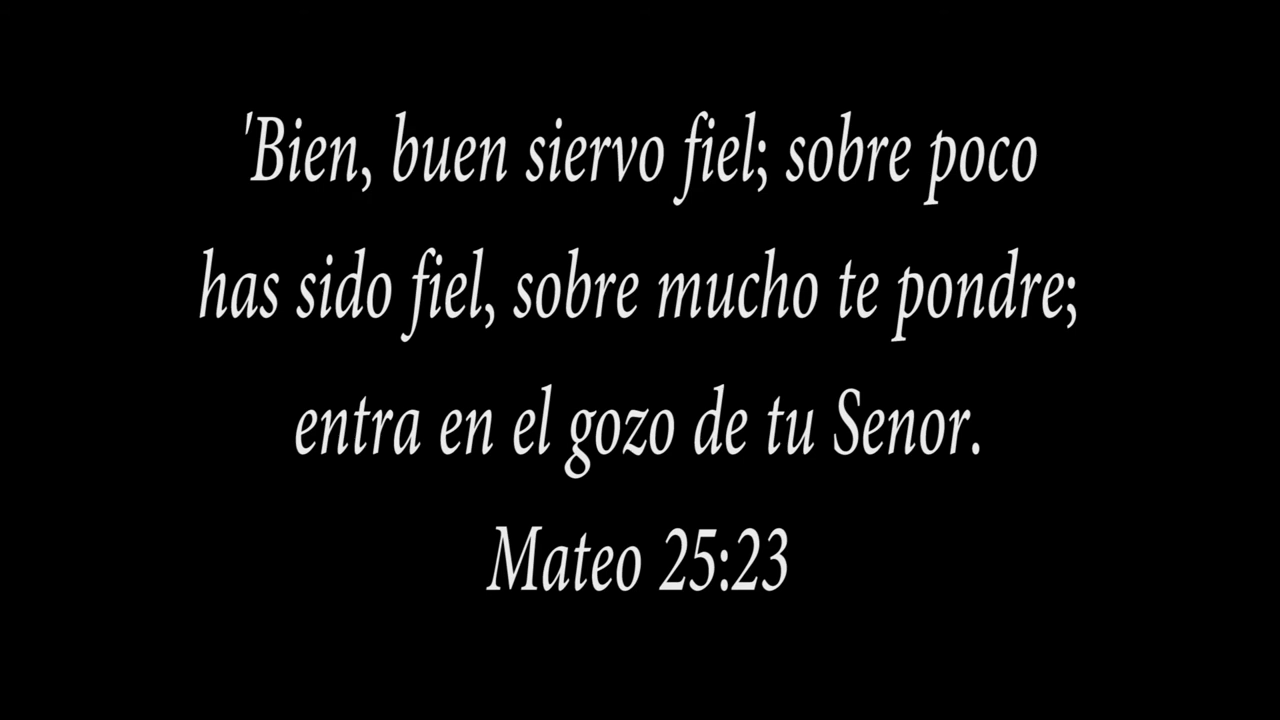 'Bien, buen siervo fiel; sobre poco
has sido fiel, sobre mucho te pondre;
entra en el gozo de tu Senor.
Mateo 25:23